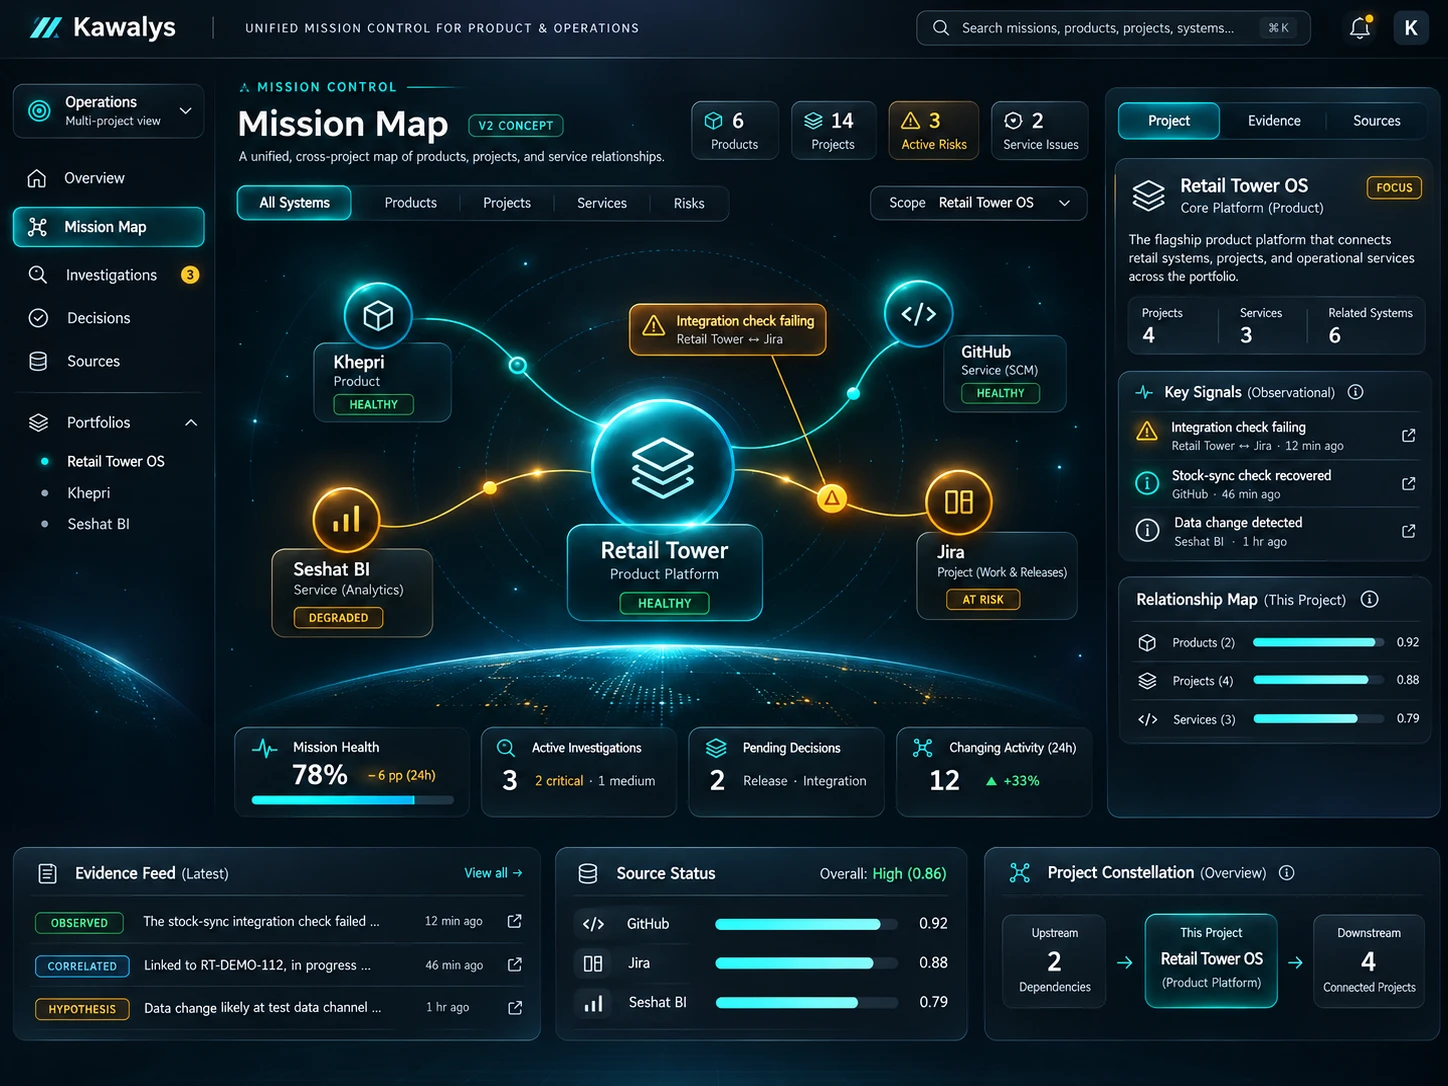 Kawalys
UNIFIED MISSION CONTROL FOR PRODUCT & OPERATIONS
Search missions, products, projects, systems...
⌘ K
K
Operations
Multi-project view
Overview
Mission Map
Investigations
3
Decisions
Sources
Portfolios
Retail Tower OS
Khepri
Seshat BI
MISSION CONTROL
Mission Map
V2 CONCEPT
A unified, cross-project map of products, projects, and service relationships.
6
Products
14
Projects
3
Active Risks
2
Service Issues
All Systems
Products
Projects
Services
Risks
Scope Retail Tower OS
Khepri
Product
HEALTHY
Integration check failing
Retail Tower ↔ Jira
GitHub
Service (SCM)
HEALTHY
Seshat BI
Service (Analytics)
DEGRADED
Retail Tower
Product Platform
HEALTHY
Jira
Project (Work & Releases)
AT RISK
Mission Health
78% – 6 pp (24h)
Active Investigations
3 2 critical · 1 medium
Pending Decisions
2 Release · Integration
Changing Activity (24h)
12 ▲ +33%
Project
Evidence
Sources
Retail Tower OS
FOCUS
Core Platform (Product)
The flagship product platform that connects
retail systems, projects, and operational services
across the portfolio.
Projects
4
Services
3
Related Systems
6
Key Signals (Observational)
Integration check failing
Retail Tower ↔ Jira · 12 min ago
Stock-sync check recovered
GitHub · 46 min ago
Data change detected
Seshat BI · 1 hr ago
Relationship Map (This Project)
Products (2) 0.92
Projects (4) 0.88
Services (3) 0.79
Evidence Feed (Latest)
View all →
OBSERVED The stock-sync integration check failed ... 12 min ago
CORRELATED Linked to RT-DEMO-112, in progress ... 46 min ago
HYPOTHESIS Data change likely at test data channel ... 1 hr ago
Source Status
Overall: High (0.86)
GitHub 0.92
Jira 0.88
Seshat BI 0.79
Project Constellation (Overview)
Upstream
2
Dependencies
→
This Project
Retail Tower OS
(Product Platform)
→
Downstream
4
Connected Projects